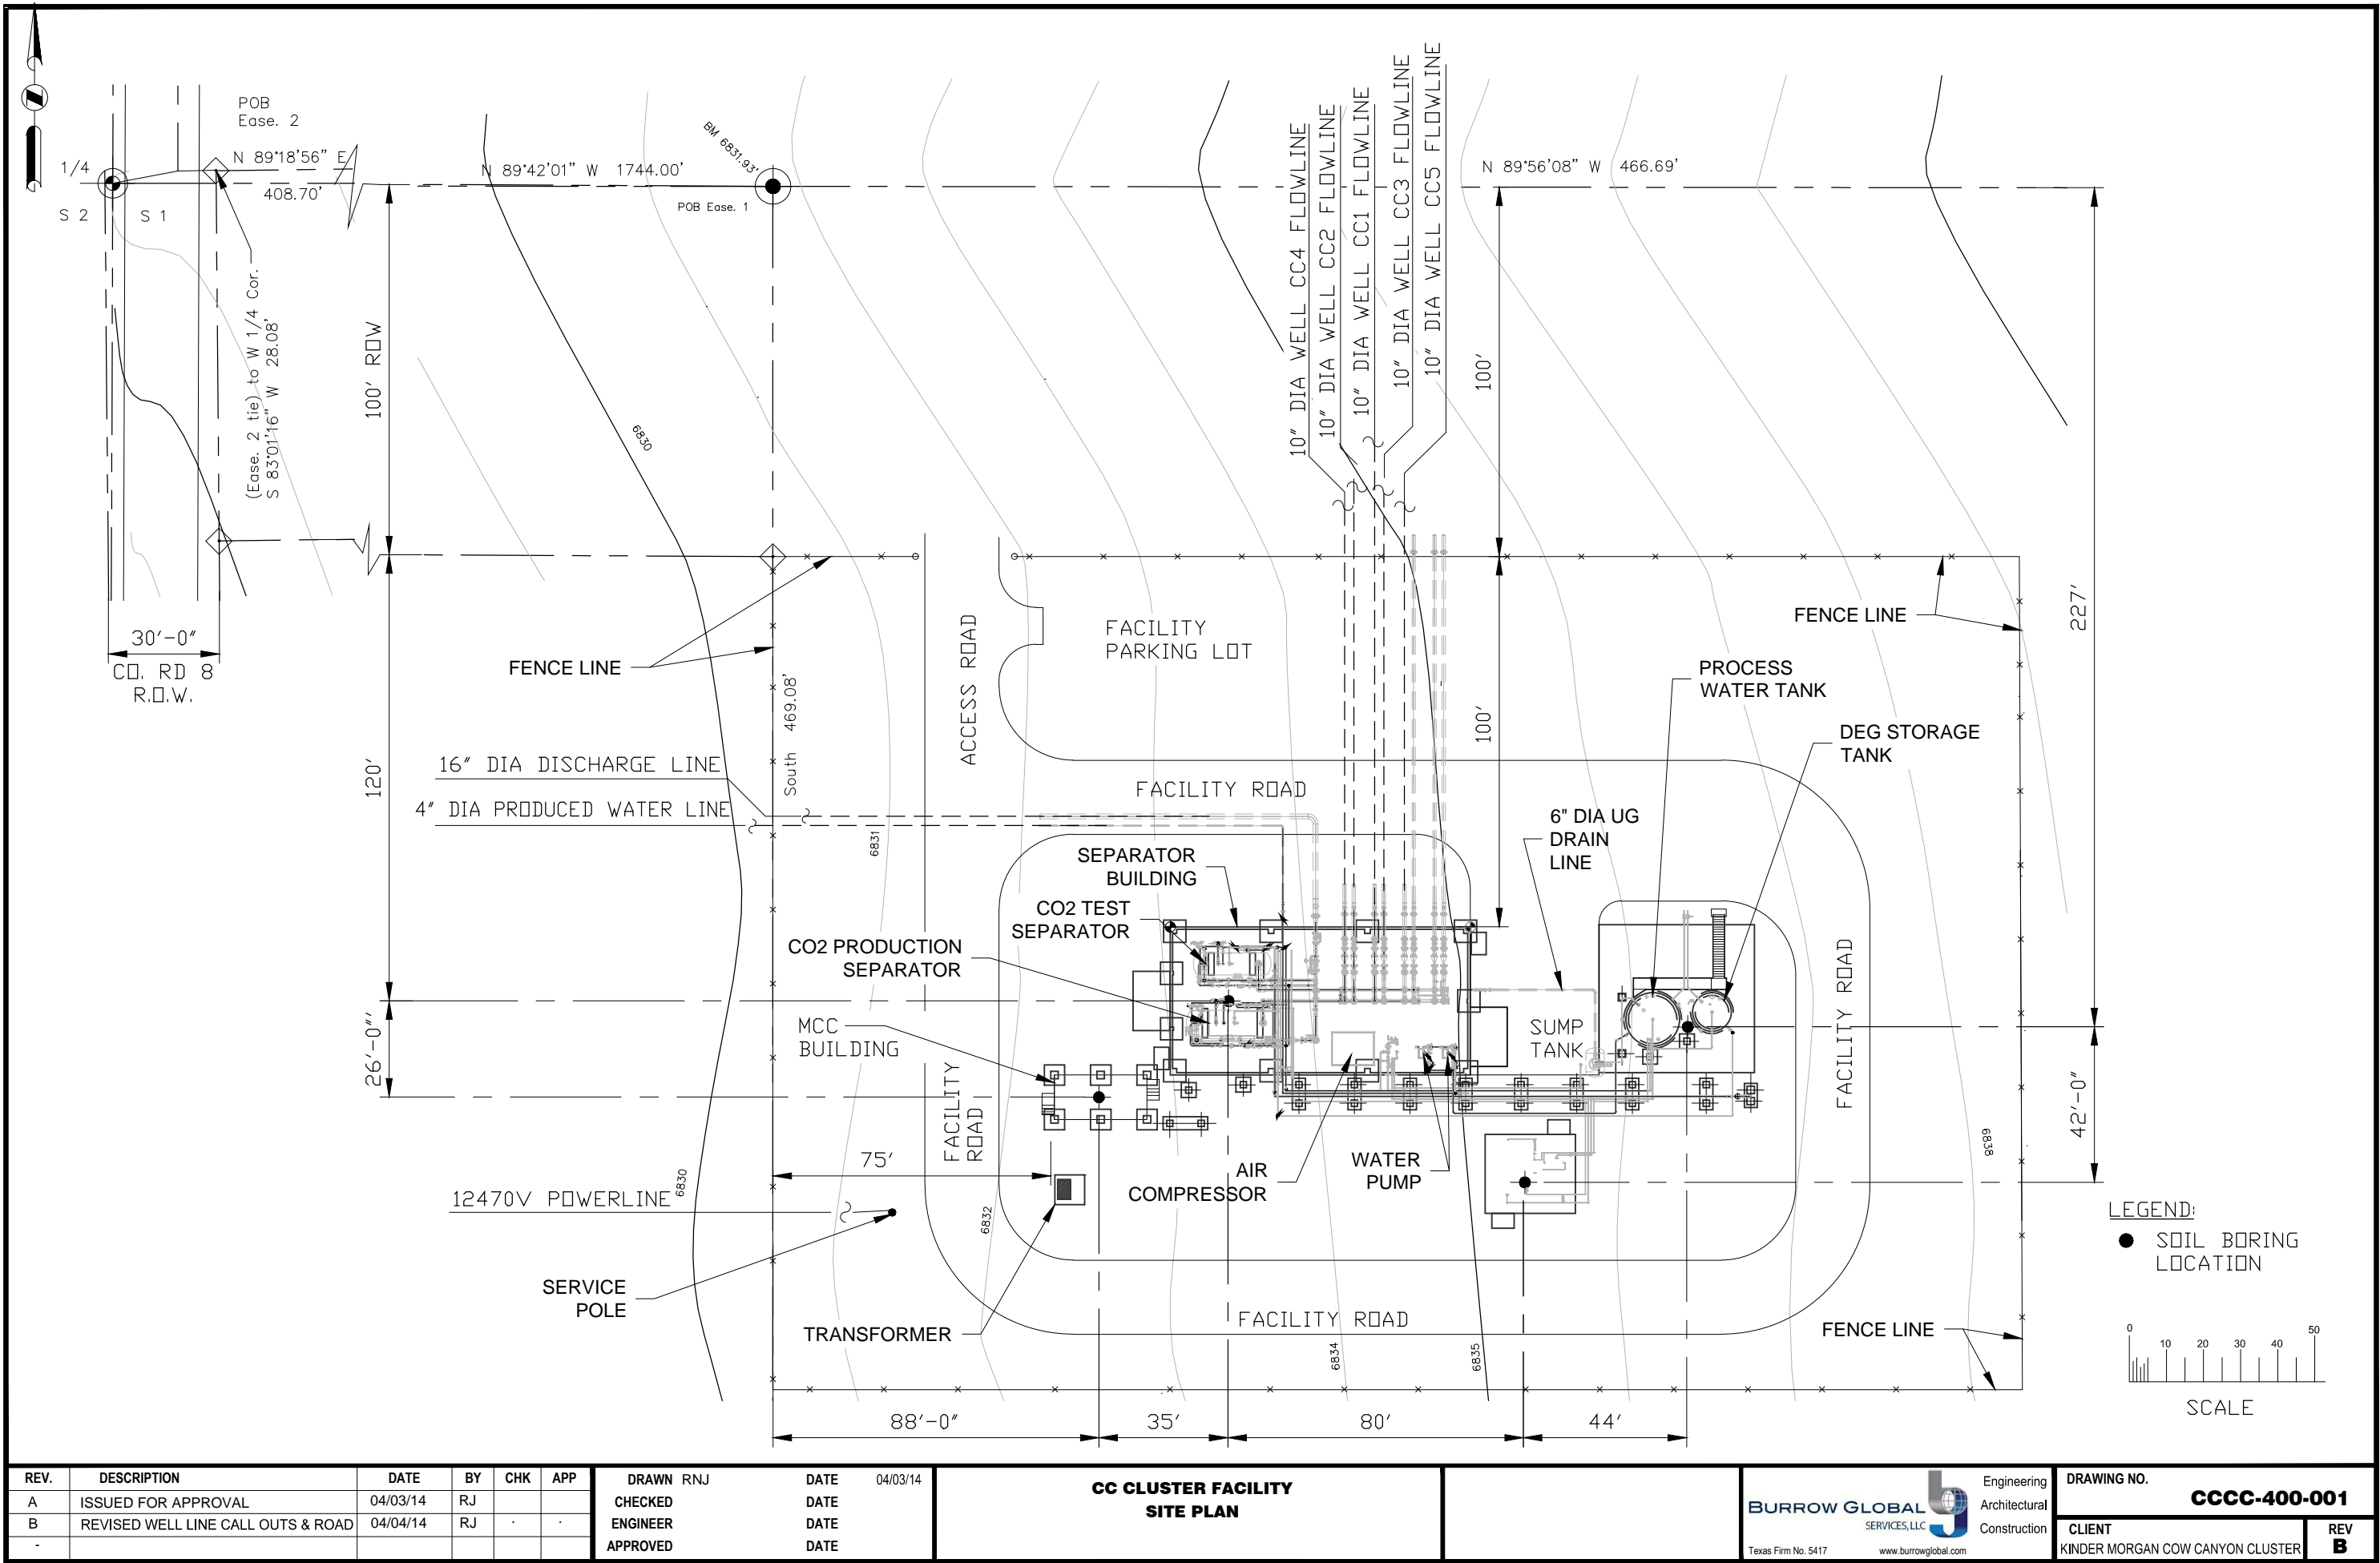 POB
Ease. 2
1/4
N 89°18'56" E
408.70'
S 2
S 1
(Ease. 2 tie) to W 1/4 Cor.
S 83°01'16" W 28.08'
30'-0"
CO. RD 8
R.O.W.
100' ROW
120'
26'-0"
N 89°42'01" W 1744.00'
BM 6831.93'
POB Ease. 1
6830
10" DIA WELL CC4 FLOWLINE
10" DIA WELL CC2 FLOWLINE
10" DIA WELL CC1 FLOWLINE
10" DIA WELL CC3 FLOWLINE
10" DIA WELL CC5 FLOWLINE
N 89°56'08" W 466.69'
100'
100'
227'
42'-0"
FENCE LINE
FENCE LINE
South 469.08'
ACCESS ROAD
FACILITY
PARKING LOT
PROCESS
WATER TANK
DEG STORAGE
TANK
16" DIA DISCHARGE LINE
4" DIA PRODUCED WATER LINE
FACILITY ROAD
6831
6" DIA UG
DRAIN
LINE
SEPARATOR
BUILDING
CO2 TEST
SEPARATOR
CO2 PRODUCTION
SEPARATOR
MCC
BUILDING
SUMP
TANK
FACILITY ROAD
FACILITY
ROAD
75'
AIR
COMPRESSOR
WATER
PUMP
12470V POWERLINE
6830
6832
6838
SERVICE
POLE
TRANSFORMER
FACILITY ROAD
6834
6835
FENCE LINE
LEGEND:
SOIL BORING
LOCATION
0 10 20 30 40 50
SCALE
88'-0"
35'
80'
44'
REV. DESCRIPTION DATE BY CHK APP
A ISSUED FOR APPROVAL 04/03/14 RJ
B REVISED WELL LINE CALL OUTS & ROAD 04/04/14 RJ . .
-
DRAWN RNJ DATE 04/03/14
CHECKED DATE
ENGINEER DATE
APPROVED DATE
CC CLUSTER FACILITY
SITE PLAN
BURROW GLOBAL
SERVICES, LLC
Texas Firm No. 5417 www.burrowglobal.com
Engineering
Architectural
Construction
DRAWING NO.
CCCC-400-001
CLIENT
KINDER MORGAN COW CANYON CLUSTER
REV
B